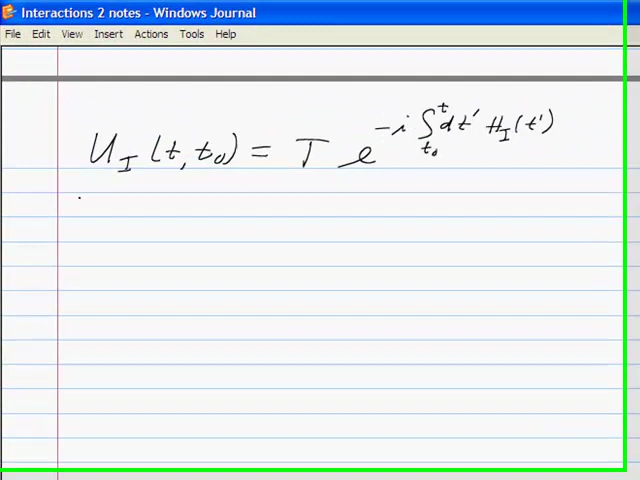 Interactions 2 notes - Windows Journal
File Edit View Insert Actions Tools Help
U_I (t, t_0) = T e^{-i ∫_{t_0}^{t} dt' H_I(t')}